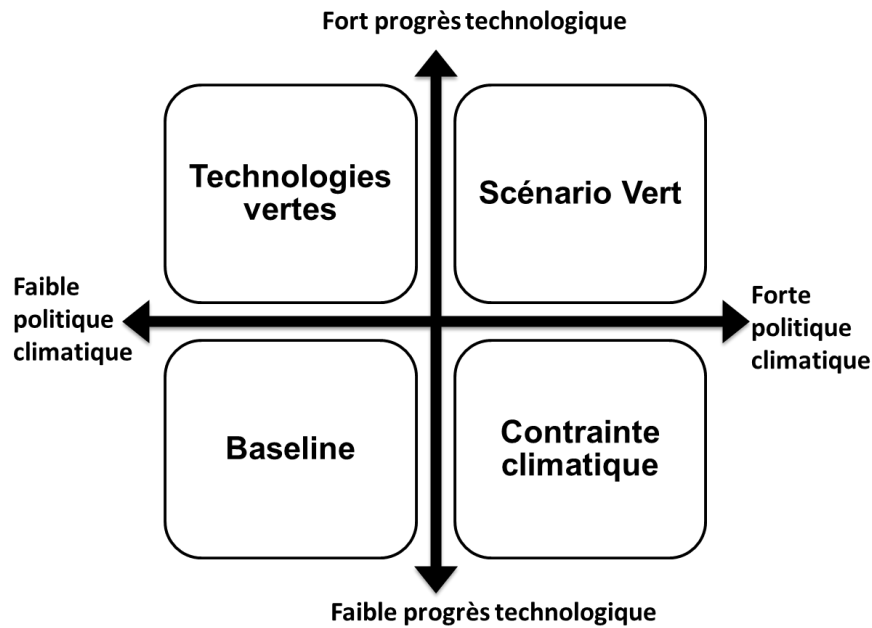 Fort progrès technologique
Technologies
vertes
Scénario Vert
Faible
politique
climatique
Forte
politique
climatique
Baseline
Contrainte
climatique
Faible progrès technologique